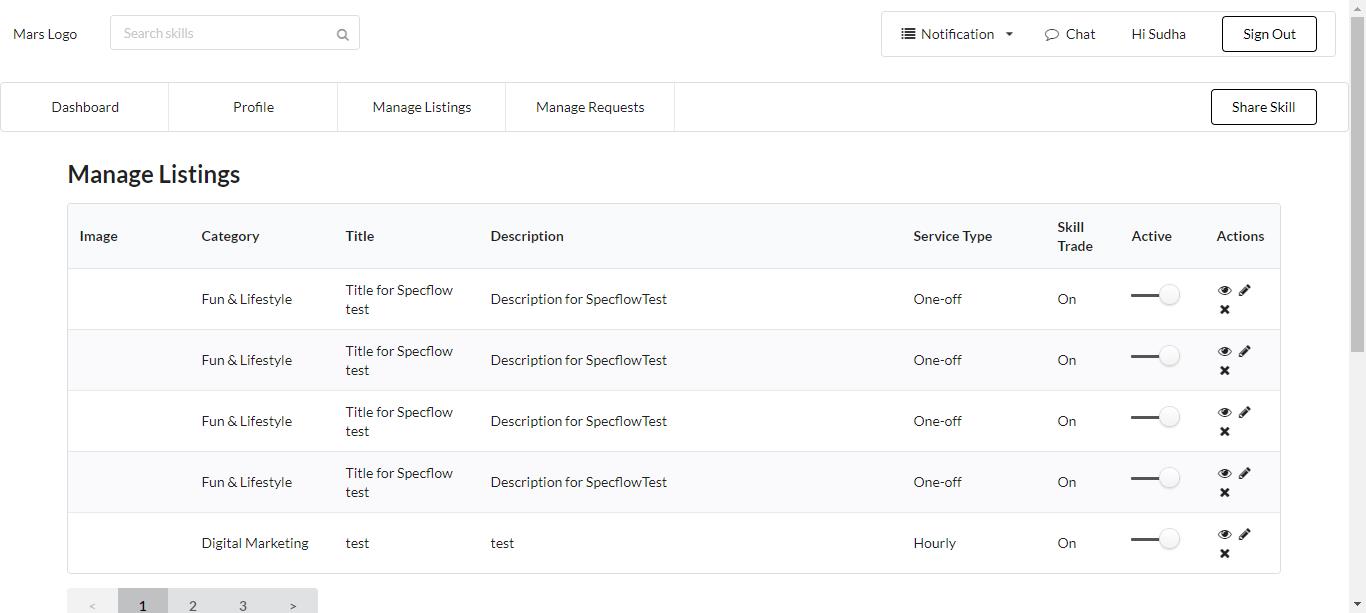 Mars Logo
Search skills
Notification
Chat
Hi Sudha
Sign Out
Dashboard
Profile
Manage Listings
Manage Requests
Share Skill
Manage Listings
Image
Category
Title
Description
Service Type
Skill
Trade
Active
Actions
Fun & Lifestyle
Title for Specflow
test
Description for SpecflowTest
One-off
On
Fun & Lifestyle
Title for Specflow
test
Description for SpecflowTest
One-off
On
Fun & Lifestyle
Title for Specflow
test
Description for SpecflowTest
One-off
On
Fun & Lifestyle
Title for Specflow
test
Description for SpecflowTest
One-off
On
Digital Marketing
test
test
Hourly
On
< 1 2 3 >